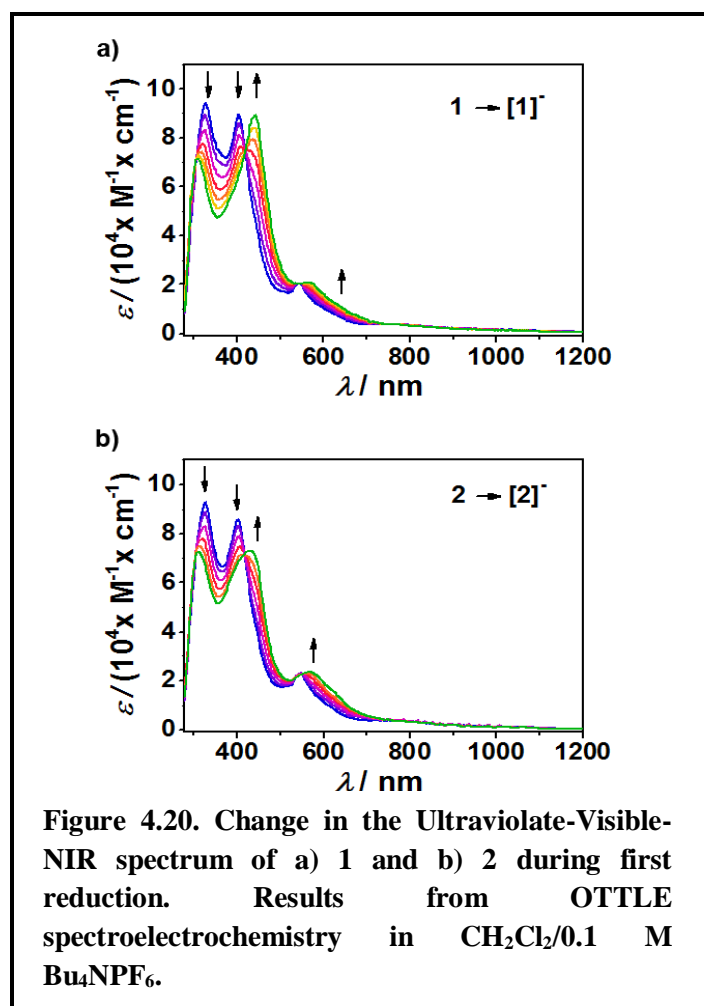 a)
1 → [1]⁻
10
8
6
4
2
0
ε / (10⁴x M⁻¹x cm⁻¹)
400 600 800 1000 1200
λ / nm
b)
2 → [2]⁻
10
8
6
4
2
0
ε / (10⁴x M⁻¹x cm⁻¹)
400 600 800 1000 1200
λ / nm
Figure 4.20. Change in the Ultraviolate-Visible-
NIR spectrum of a) 1 and b) 2 during first
reduction. Results from OTTLE
spectroelectrochemistry in CH₂Cl₂/0.1 M
Bu₄NPF₆.